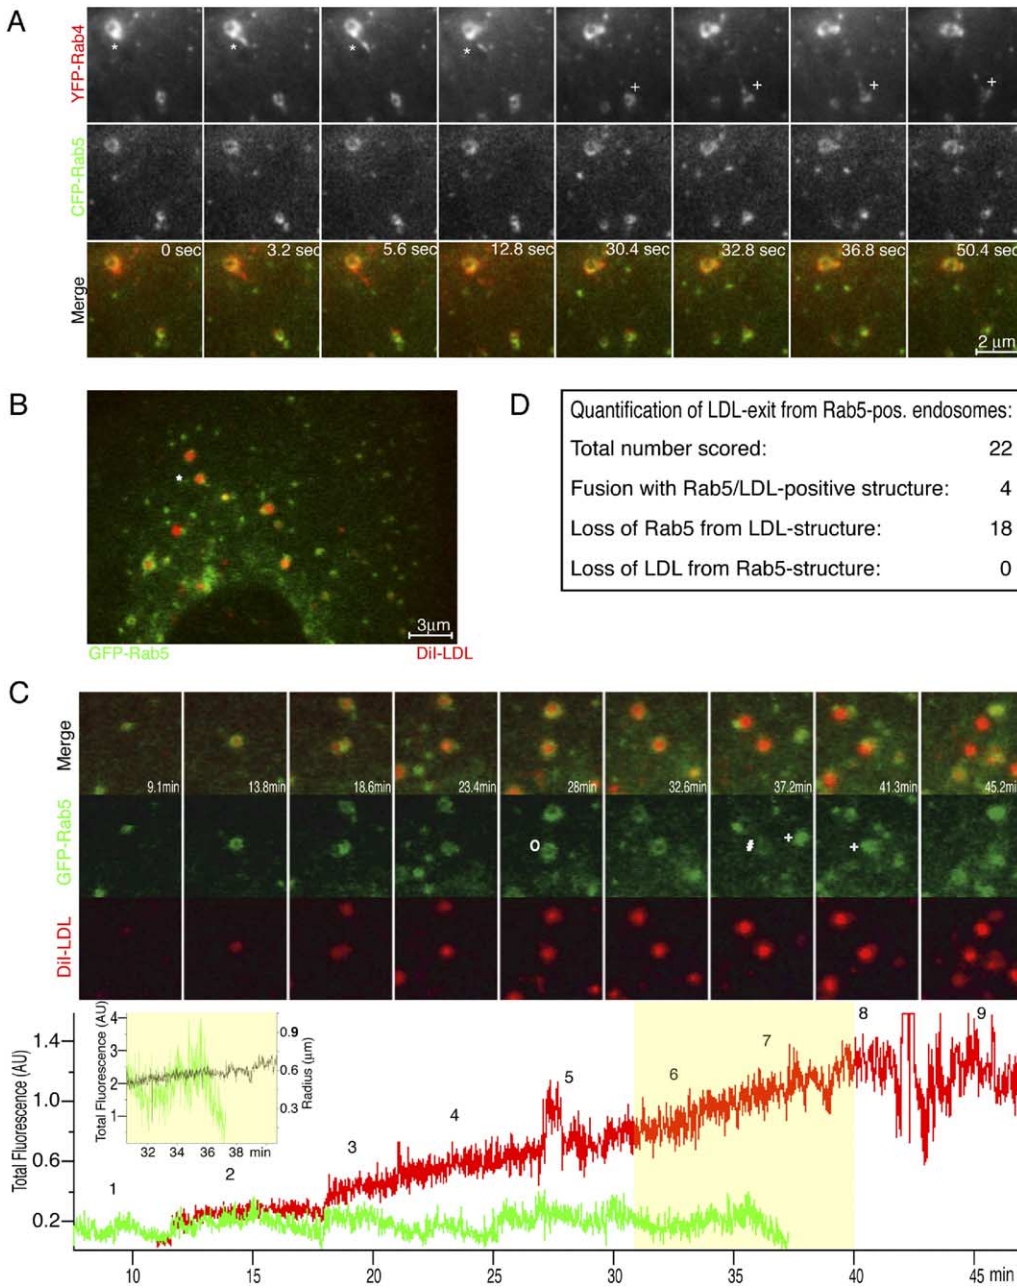 A
YFP-Rab4
* * * * + + + +
CFP-Rab5
Merge
0 sec 3.2 sec 5.6 sec 12.8 sec 30.4 sec 32.8 sec 36.8 sec 50.4 sec
2 µm
B
*
3µm
GFP-Rab5 DiI-LDL
D
Quantification of LDL-exit from Rab5-pos. endosomes:
Total number scored: 22
Fusion with Rab5/LDL-positive structure: 4
Loss of Rab5 from LDL-structure: 18
Loss of LDL from Rab5-structure: 0
C
Merge
9.1min 13.8min 18.6min 23.4min 28min 32.6min 37.2min 41.3min 45.2min
GFP-Rab5
o # + +
DiI-LDL
Total Fluorescence (AU)
1.4
1.0
0.6
0.2
Total Fluorescence (AU)
4
3
2
1
0.9
0.6
0.3
Radius (µm)
32 34 36 38 min
1 2 3 4 5 6 7 8 9
10 15 20 25 30 35 40 45 min